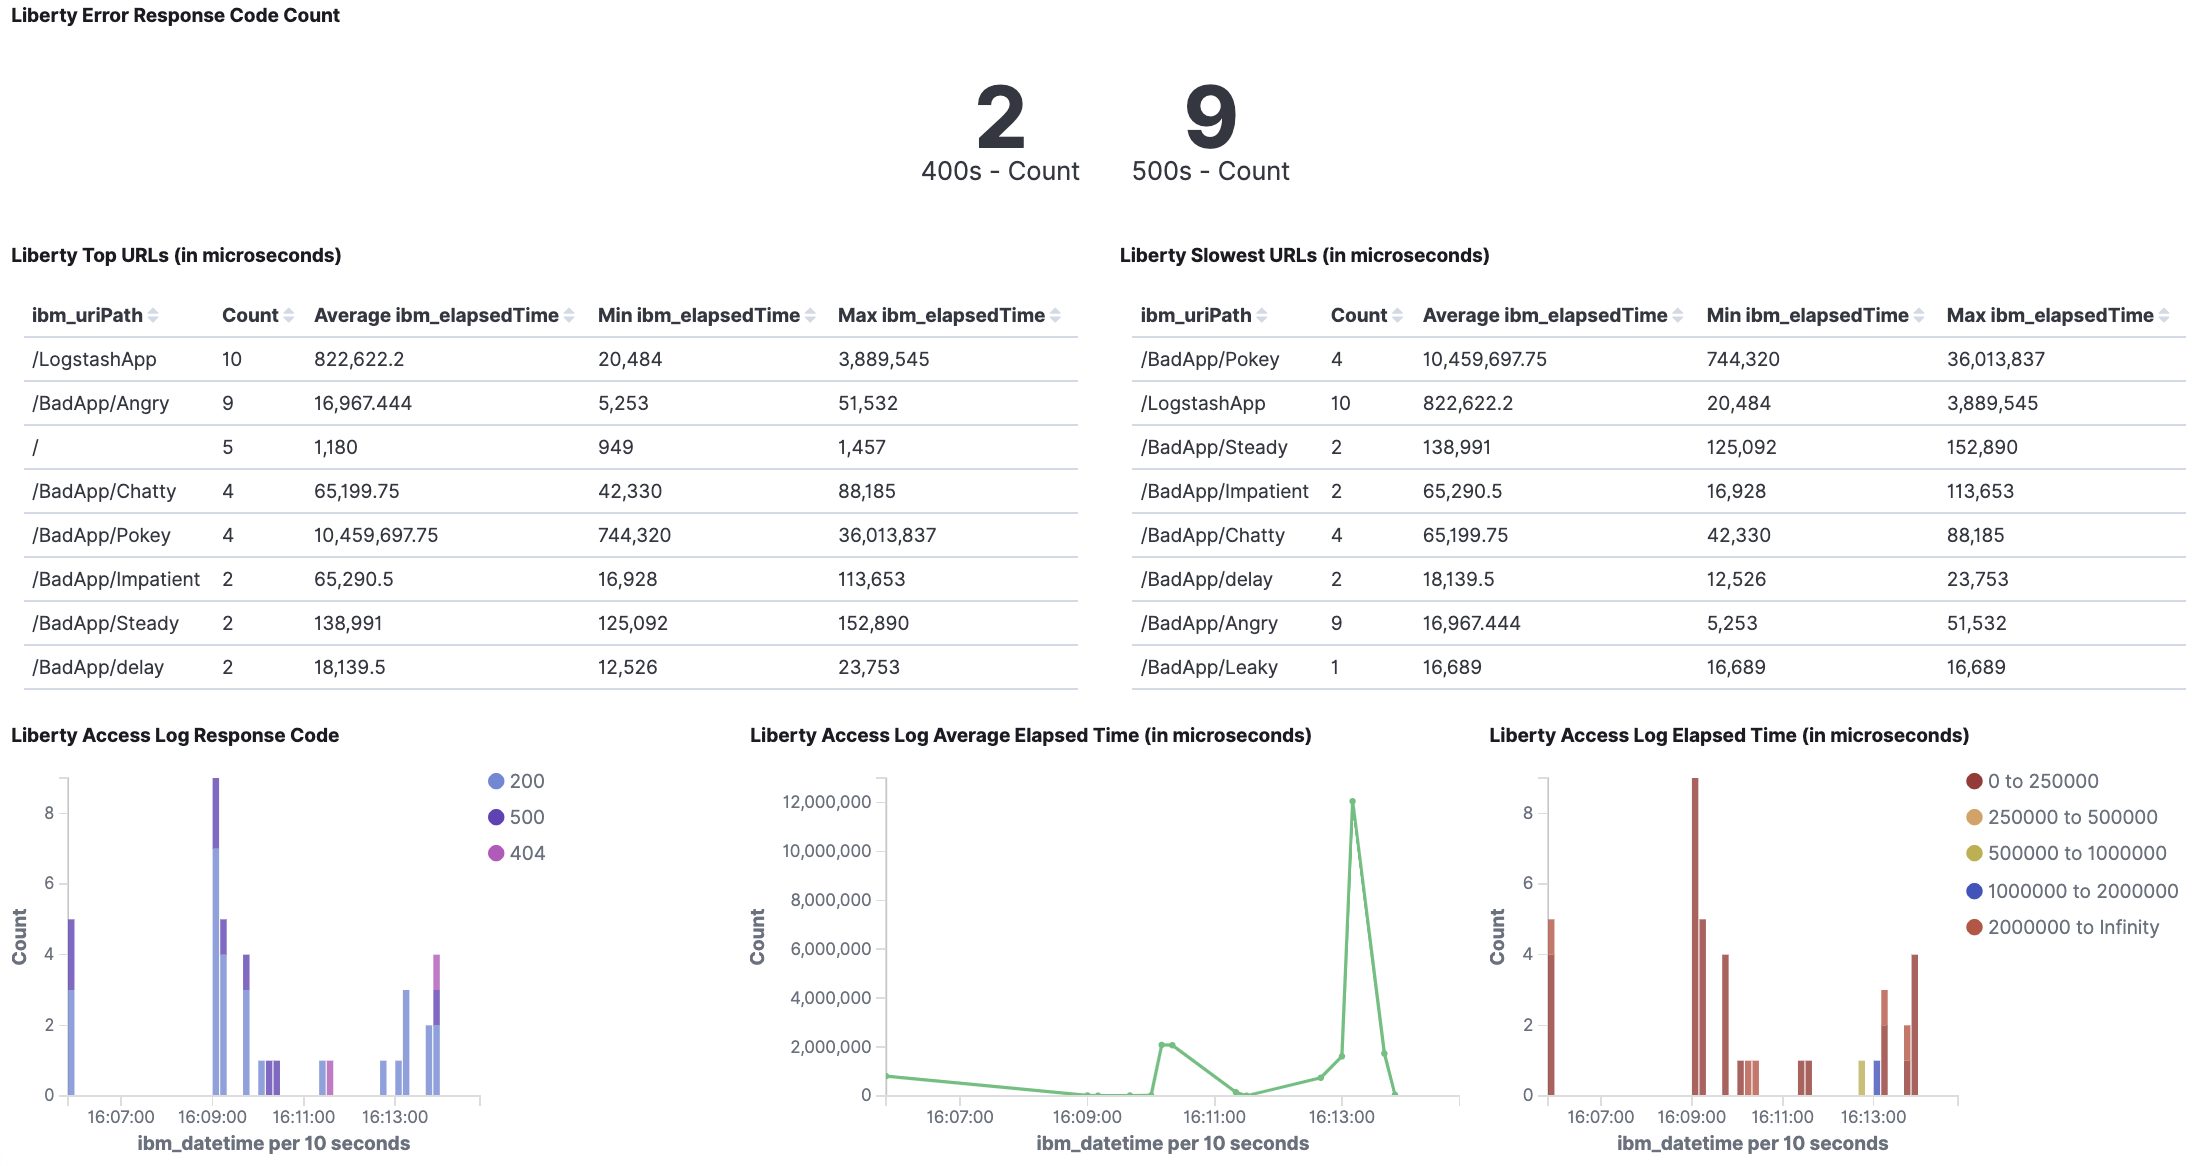 Liberty Error Response Code Count
2 9
400s - Count 500s - Count
Liberty Top URLs (in microseconds)
ibm_uriPath Count Average ibm_elapsedTime Min ibm_elapsedTime Max ibm_elapsedTime
/LogstashApp 10 822,622.2 20,484 3,889,545
/BadApp/Angry 9 16,967.444 5,253 51,532
/ 5 1,180 949 1,457
/BadApp/Chatty 4 65,199.75 42,330 88,185
/BadApp/Pokey 4 10,459,697.75 744,320 36,013,837
/BadApp/Impatient 2 65,290.5 16,928 113,653
/BadApp/Steady 2 138,991 125,092 152,890
/BadApp/delay 2 18,139.5 12,526 23,753
Liberty Slowest URLs (in microseconds)
ibm_uriPath Count Average ibm_elapsedTime Min ibm_elapsedTime Max ibm_elapsedTime
/BadApp/Pokey 4 10,459,697.75 744,320 36,013,837
/LogstashApp 10 822,622.2 20,484 3,889,545
/BadApp/Steady 2 138,991 125,092 152,890
/BadApp/Impatient 2 65,290.5 16,928 113,653
/BadApp/Chatty 4 65,199.75 42,330 88,185
/BadApp/delay 2 18,139.5 12,526 23,753
/BadApp/Angry 9 16,967.444 5,253 51,532
/BadApp/Leaky 1 16,689 16,689 16,689
Liberty Access Log Response Code
Count
8
6
4
2
0
16:07:00 16:09:00 16:11:00 16:13:00
ibm_datetime per 10 seconds
200
500
404
Liberty Access Log Average Elapsed Time (in microseconds)
Count
12,000,000
10,000,000
8,000,000
6,000,000
4,000,000
2,000,000
0
16:07:00 16:09:00 16:11:00 16:13:00
ibm_datetime per 10 seconds
Liberty Access Log Elapsed Time (in microseconds)
Count
8
6
4
2
0
16:07:00 16:09:00 16:11:00 16:13:00
ibm_datetime per 10 seconds
0 to 250000
250000 to 500000
500000 to 1000000
1000000 to 2000000
2000000 to Infinity